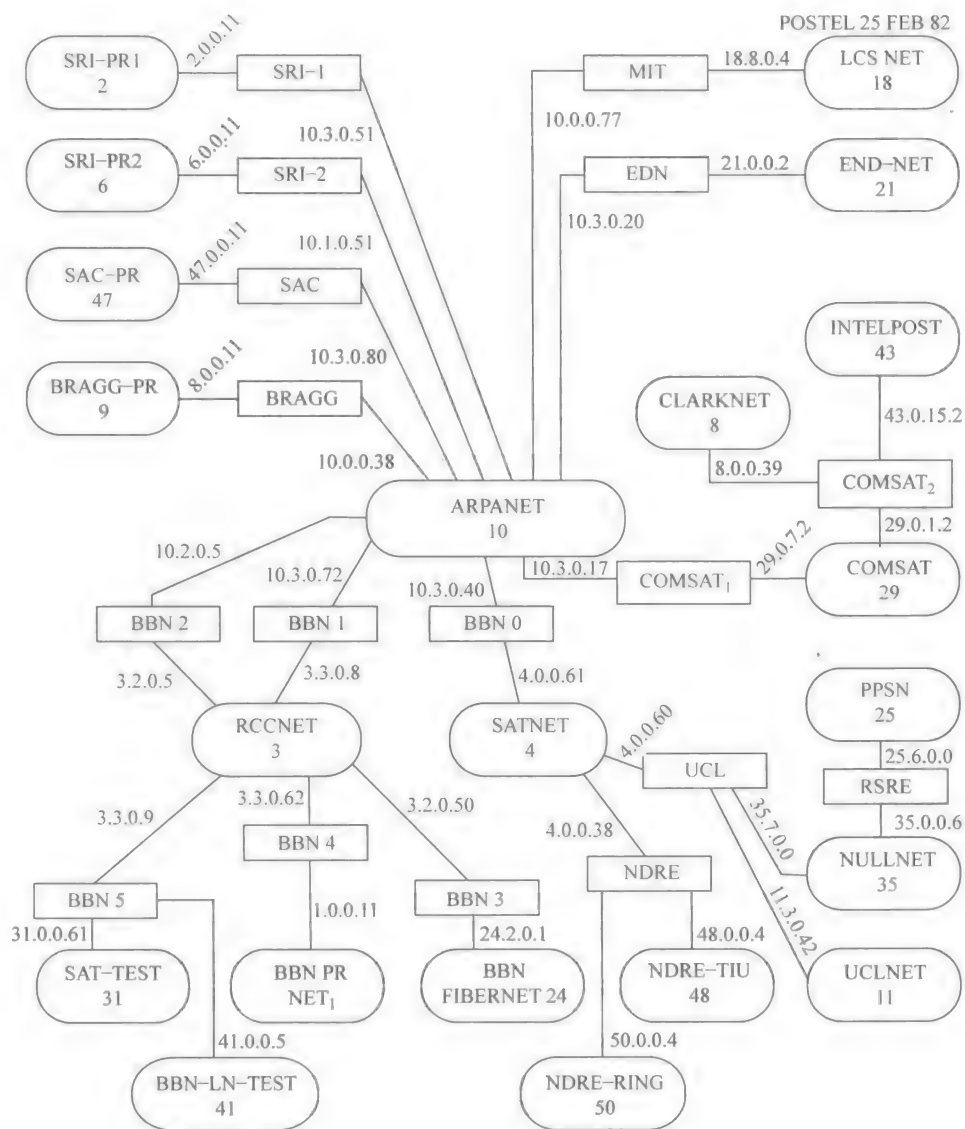 POSTEL 25 FEB 82
SRI-PR1
2
2.0.0.11
SRI-1
10.3.0.51
MIT
18.8.0.4
LCS NET
18
10.0.0.77
SRI-PR2
6
6.0.0.11
SRI-2
10.1.0.51
EDN
21.0.0.2
END-NET
21
10.3.0.20
SAC-PR
47
47.0.0.11
SAC
10.3.0.80
INTELPOST
43
43.0.15.2
BRAGG-PR
9
8.0.0.11
BRAGG
10.0.0.38
CLARKNET
8
8.0.0.39
COMSAT2
29.0.1.2
ARPANET
10
10.3.0.17
COMSAT1
29.0.7.2
COMSAT
29
10.2.0.5
10.3.0.72
10.3.0.40
BBN 2
BBN 1
BBN 0
3.2.0.5
3.3.0.8
4.0.0.61
RCCNET
3
SATNET
4
4.0.0.60
UCL
PPSN
25
25.6.0.0
RSRE
35.0.0.6
3.3.0.9
3.3.0.62
3.2.0.50
4.0.0.38
35.7.0.0
11.3.0.42
NULLNET
35
BBN 4
NDRE
BBN 5
1.0.0.11
BBN 3
31.0.0.61
24.2.0.1
48.0.0.4
SAT-TEST
31
BBN PR
NET1
BBN
FIBERNET 24
NDRE-TIU
48
UCLNET
11
41.0.0.5
50.0.0.4
BBN-LN-TEST
41
NDRE-RING
50